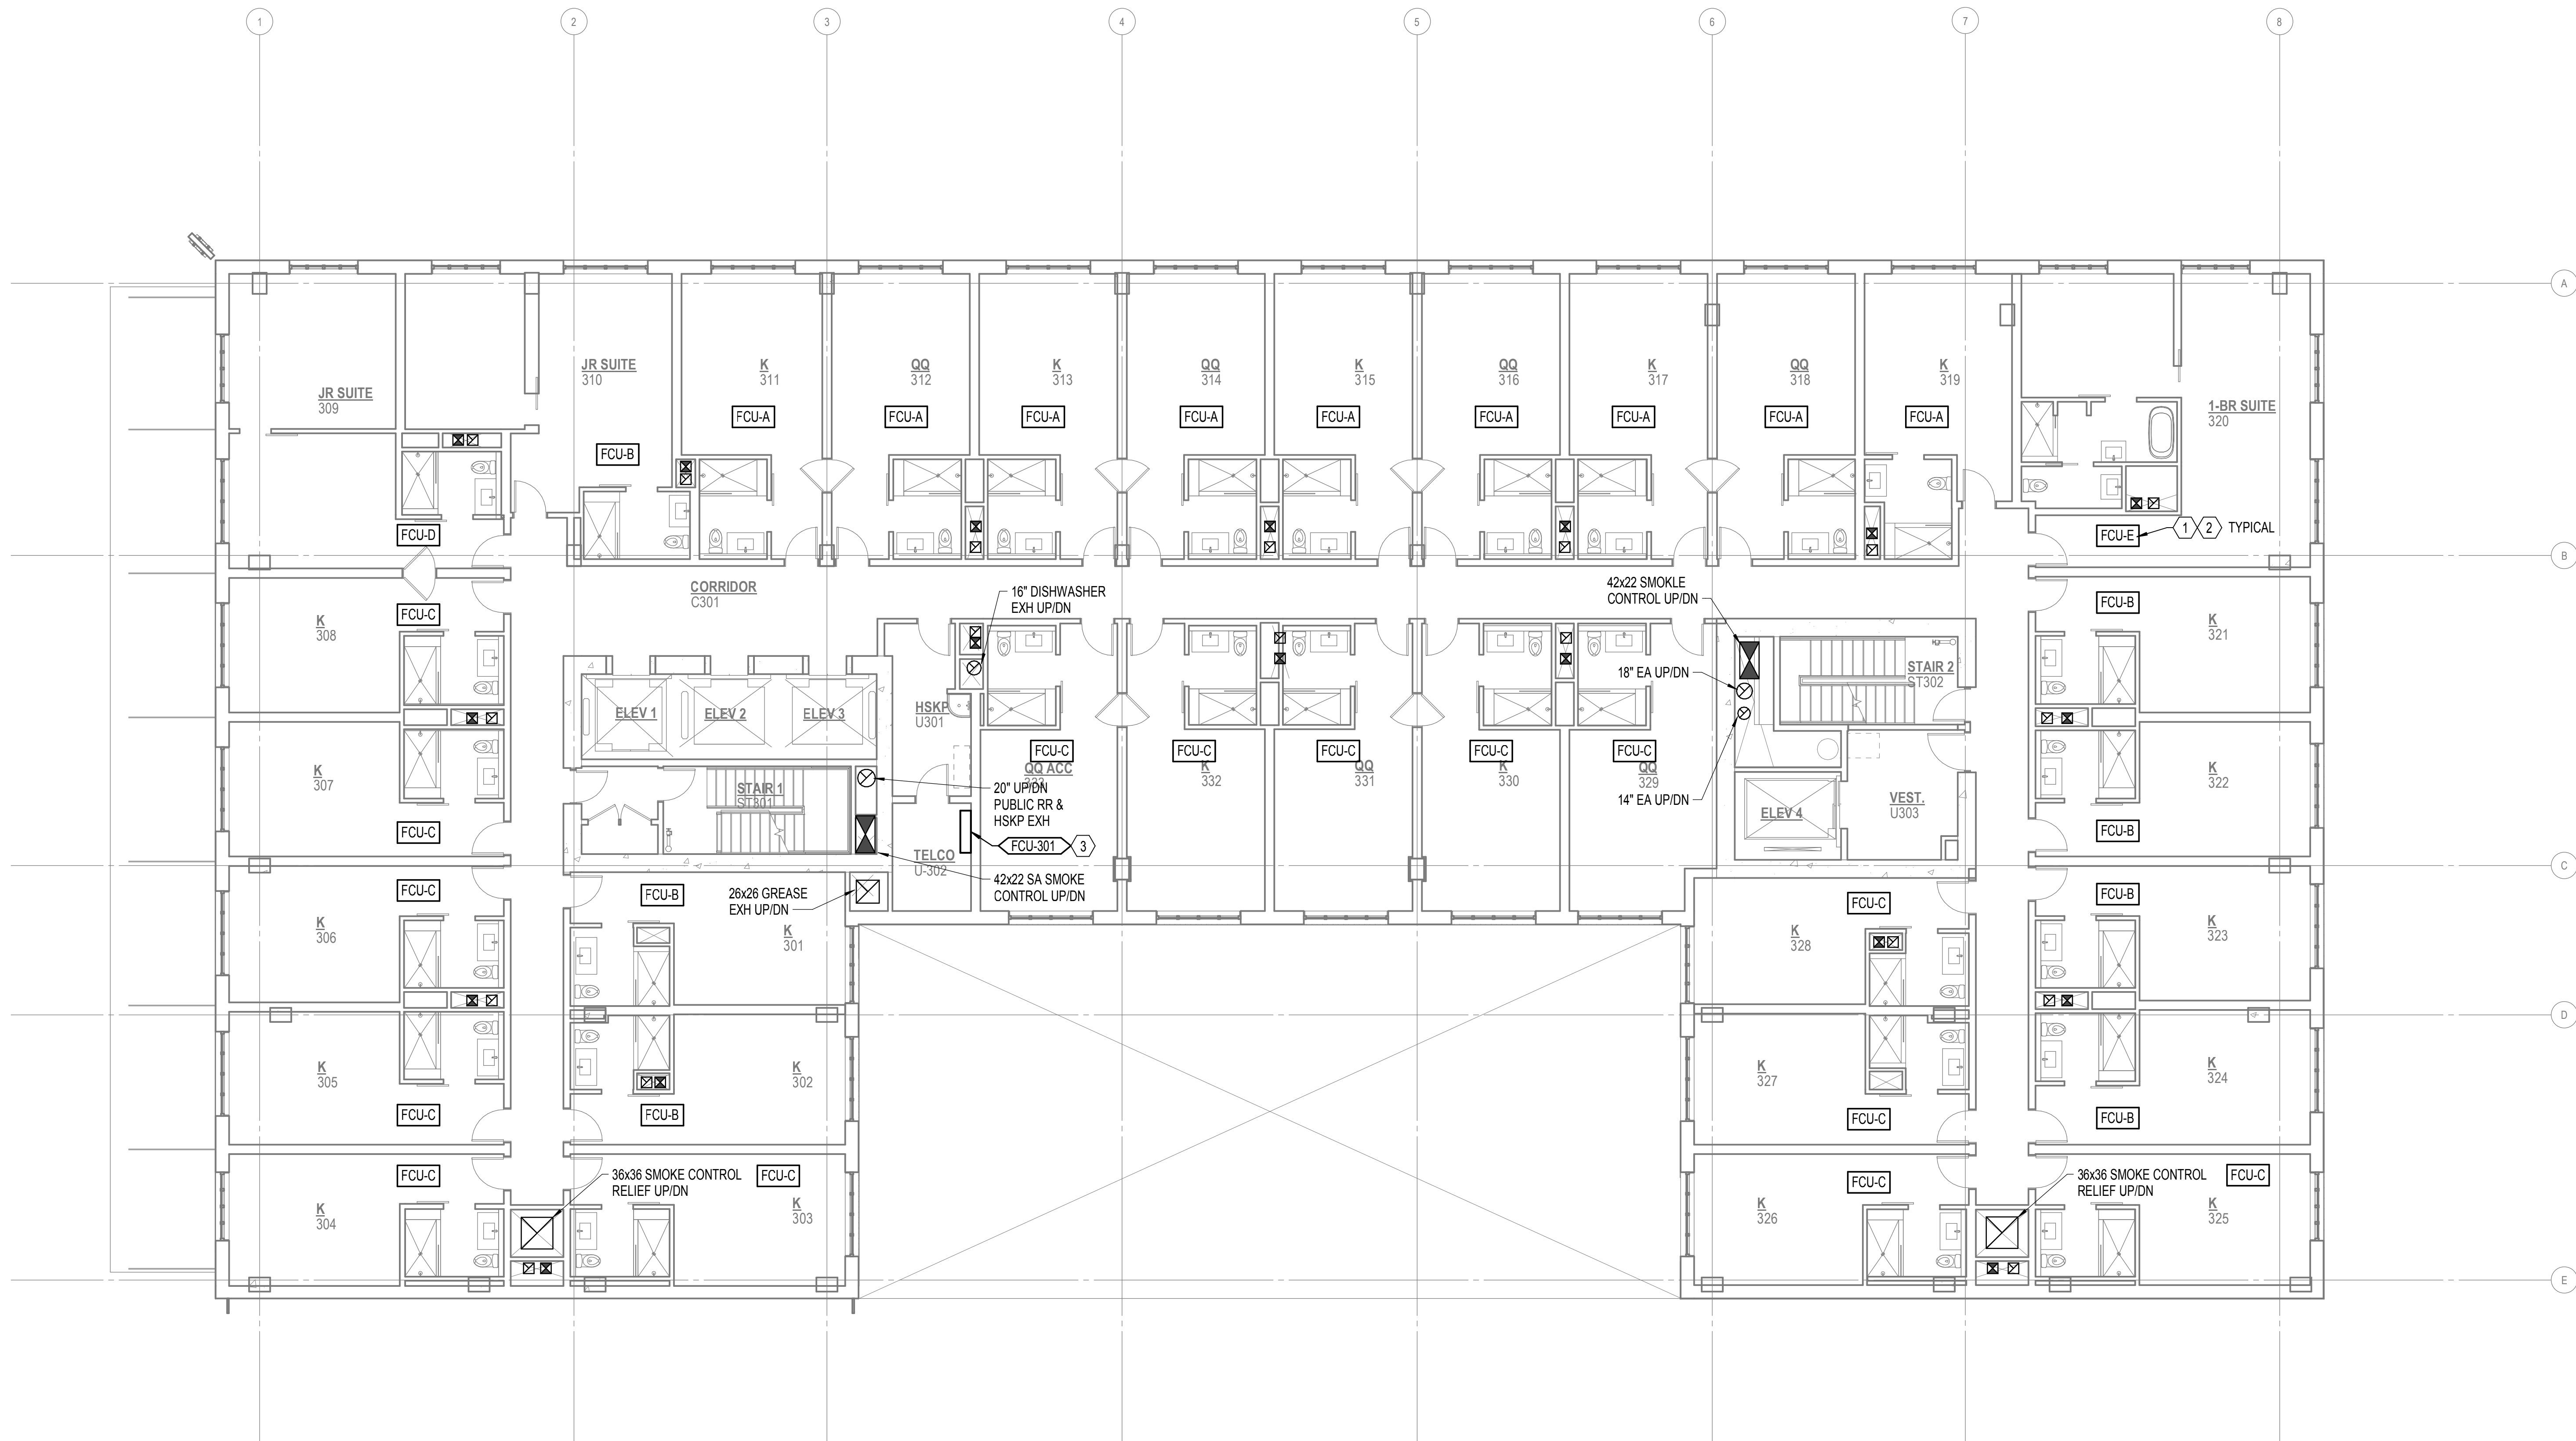 1
2
3
4
5
6
7
8
A
B
C
D
E
JR SUITE
309
JR SUITE
310
K
311
QQ
312
K
313
QQ
314
K
315
QQ
316
K
317
QQ
318
K
319
1-BR SUITE
320
FCU-A
FCU-A
FCU-A
FCU-A
FCU-A
FCU-A
FCU-A
FCU-A
FCU-A
FCU-B
FCU-D
FCU-E
1
2
TYPICAL
CORRIDOR
C301
16" DISHWASHER
EXH UP/DN
42x22 SMOKLE
CONTROL UP/DN
FCU-C
K
308
FCU-B
K
321
18" EA UP/DN
STAIR 2
ST302
ELEV 1
ELEV 2
ELEV 3
HSKP
U301
FCU-C
QQ ACC
333
FCU-C
K
332
FCU-C
QQ
331
FCU-C
K
330
FCU-C
QQ
329
K
307
FCU-C
STAIR 1
ST301
20" UP/DN
PUBLIC RR &
HSKP EXH
14" EA UP/DN
ELEV 4
VEST.
U303
K
322
FCU-B
FCU-301
3
TELCO
U-302
42x22 SA SMOKE
CONTROL UP/DN
26x26 GREASE
EXH UP/DN
FCU-C
K
306
FCU-B
K
301
FCU-C
K
328
FCU-B
K
323
K
305
FCU-C
K
302
FCU-B
K
327
FCU-C
K
324
FCU-B
FCU-C
K
304
36x36 SMOKE CONTROL
RELIEF UP/DN
FCU-C
K
303
FCU-C
K
326
36x36 SMOKE CONTROL
RELIEF UP/DN
FCU-C
K
325